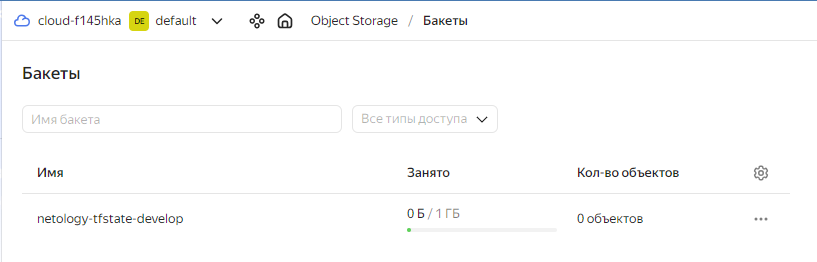 cloud-f145hka DE default Object Storage / Бакеты
Бакеты
Имя бакета Все типы доступа
Имя Занято Кол-во объектов
netology-tfstate-develop 0 Б / 1 ГБ 0 объектов